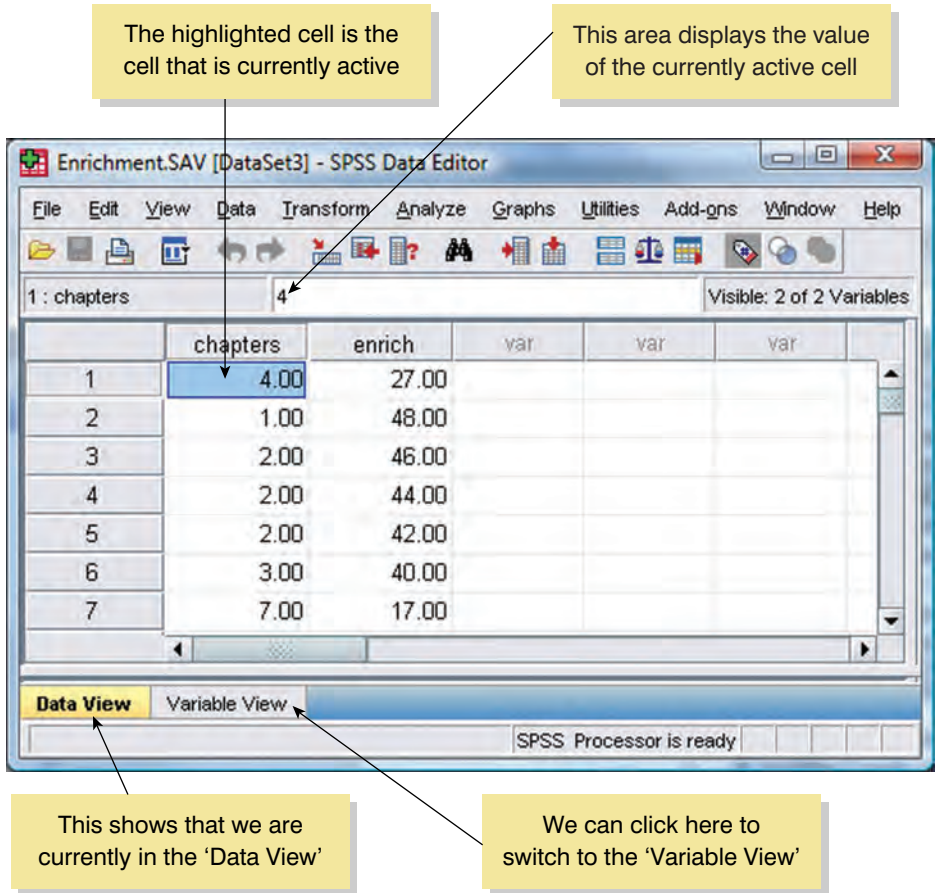 The highlighted cell is the
cell that is currently active
This area displays the value
of the currently active cell
Enrichment.SAV [DataSet3] - SPSS Data Editor
File Edit View Data Transform Analyze Graphs Utilities Add-ons Window Help
1 : chapters 4 Visible: 2 of 2 Variables
chapters enrich var var var
1 4.00 27.00
2 1.00 48.00
3 2.00 46.00
4 2.00 44.00
5 2.00 42.00
6 3.00 40.00
7 7.00 17.00
Data View Variable View
SPSS Processor is ready
This shows that we are
currently in the ‘Data View’
We can click here to
switch to the ‘Variable View’